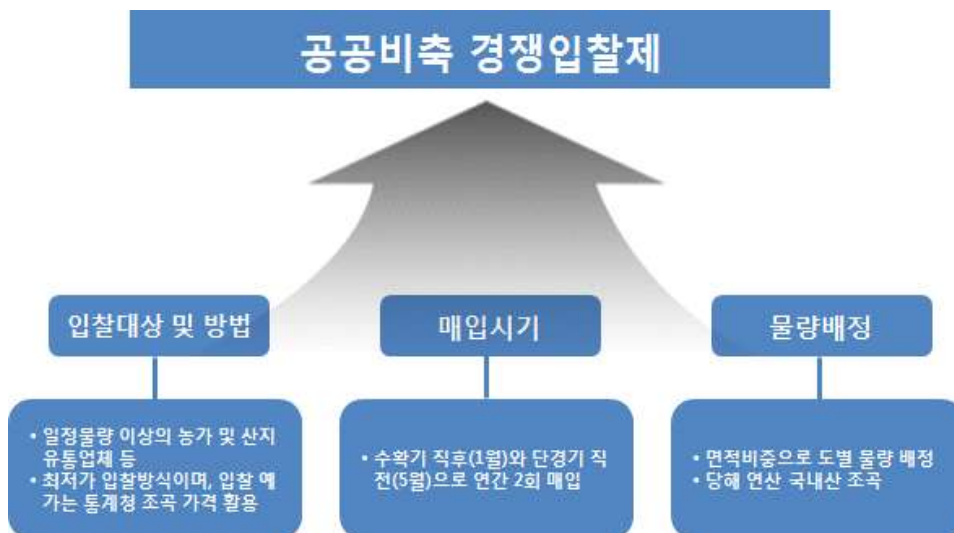 공공비축 경쟁입찰제
입찰대상 및 방법
• 일정물량 이상의 농가 및 산지
유통업체 등
• 최저가 입찰방식이며, 입찰 예
가는 통계청 조곡 가격 활용
매입시기
• 수확기 직후(1월)와 단경기 직
전(5월)으로 연간 2회 매입
물량배정
• 면적비중으로 도별 물량 배정
• 당해 연산 국내산 조곡